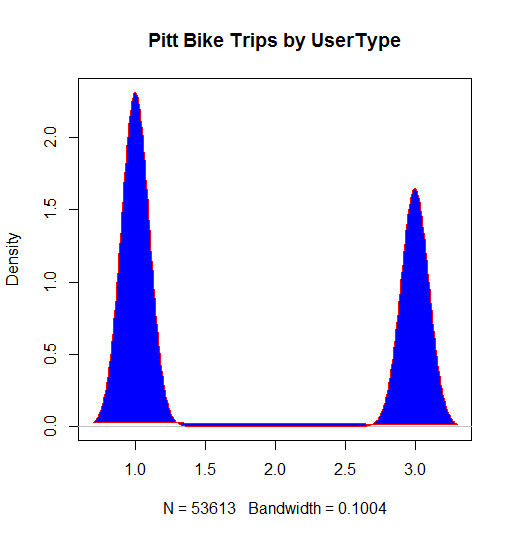 Pitt Bike Trips by UserType
Density
2.0
1.5
1.0
0.5
0.0
1.0 1.5 2.0 2.5 3.0
N = 53613 Bandwidth = 0.1004